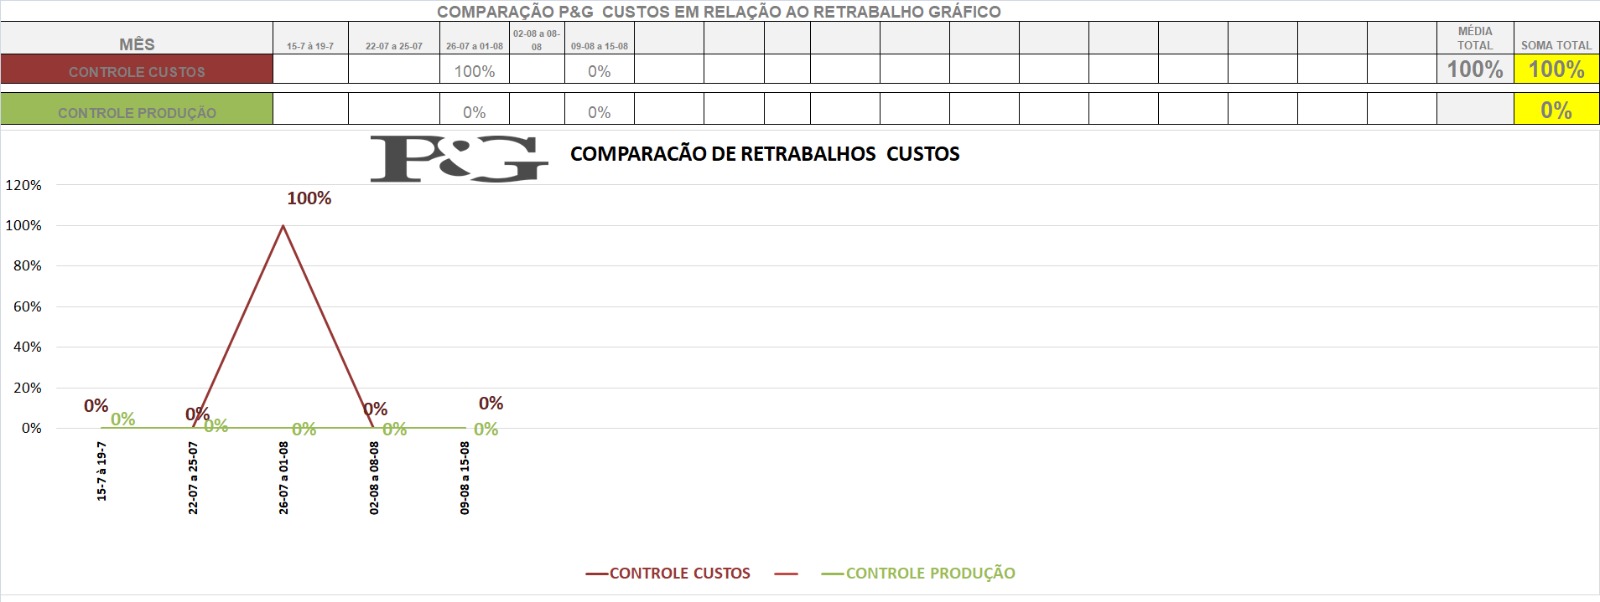 COMPARAÇÃO P&G CUSTOS EM RELAÇÃO AO RETRABALHO GRÁFICO
MÊS 15-7 à 19-7 22-07 a 25-07 26-07 a 01-08 02-08 a 08-08 09-08 a 15-08 MÉDIA TOTAL SOMA TOTAL
CONTROLE CUSTOS 100% 0% 100% 100%
CONTROLE PRODUÇÃO 0% 0% 0%
P&G COMPARACÃO DE RETRABALHOS CUSTOS
120%
100%
100%
80%
60%
40%
20%
0% 0% 0% 0%
0% 0% 0% 0% 0%
0%
15-7 à 19-7
22-07 a 25-07
26-07 a 01-08
02-08 a 08-08
09-08 a 15-08
CONTROLE CUSTOS CONTROLE PRODUÇÃO